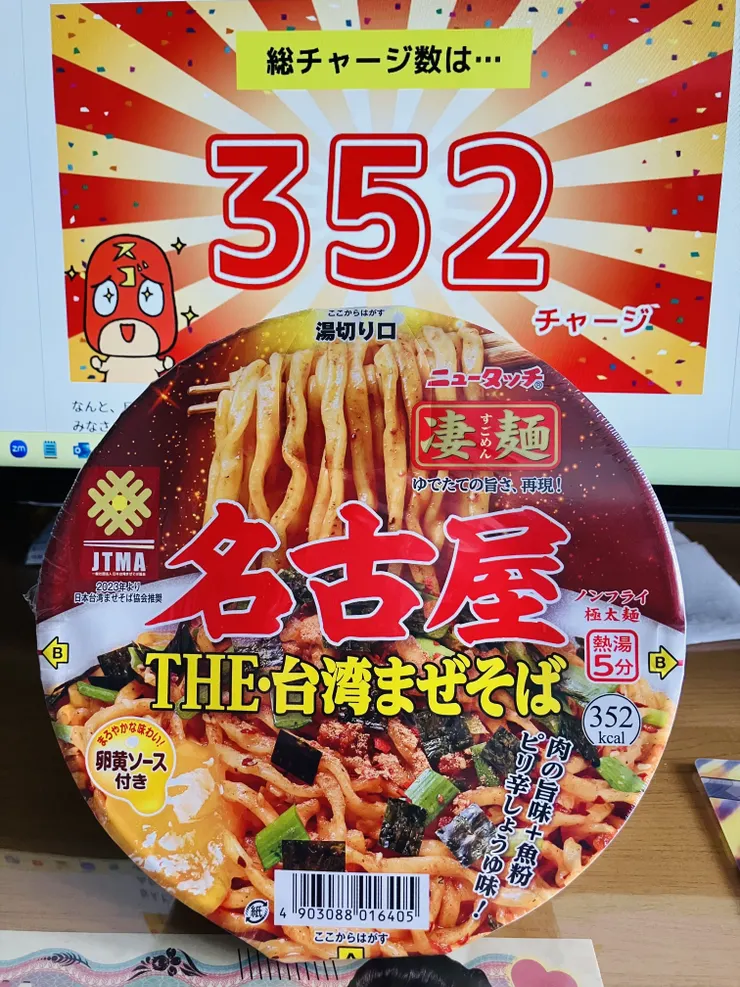 総チャージ数は…
352
チャージ
スコ
なんと、
みなさ
zm
ここからはがす
湯切り口
ニュータッチ®
凄麺
すごめん
ゆでたての旨さ、再現!
JTMA
2023年より
日本台湾まぜそば協会推奨
名古屋
THE・台湾まぜそば
ノンフライ
極太麺
熱湯
5分
B
B
352
kcal
まろやかな味わい!
卵黄ソース
付き
肉の旨味+魚粉
ピリ辛しょうゆ味!
紙
4 903088 016405
ここからはがす
A